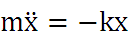 mẍ = −kx